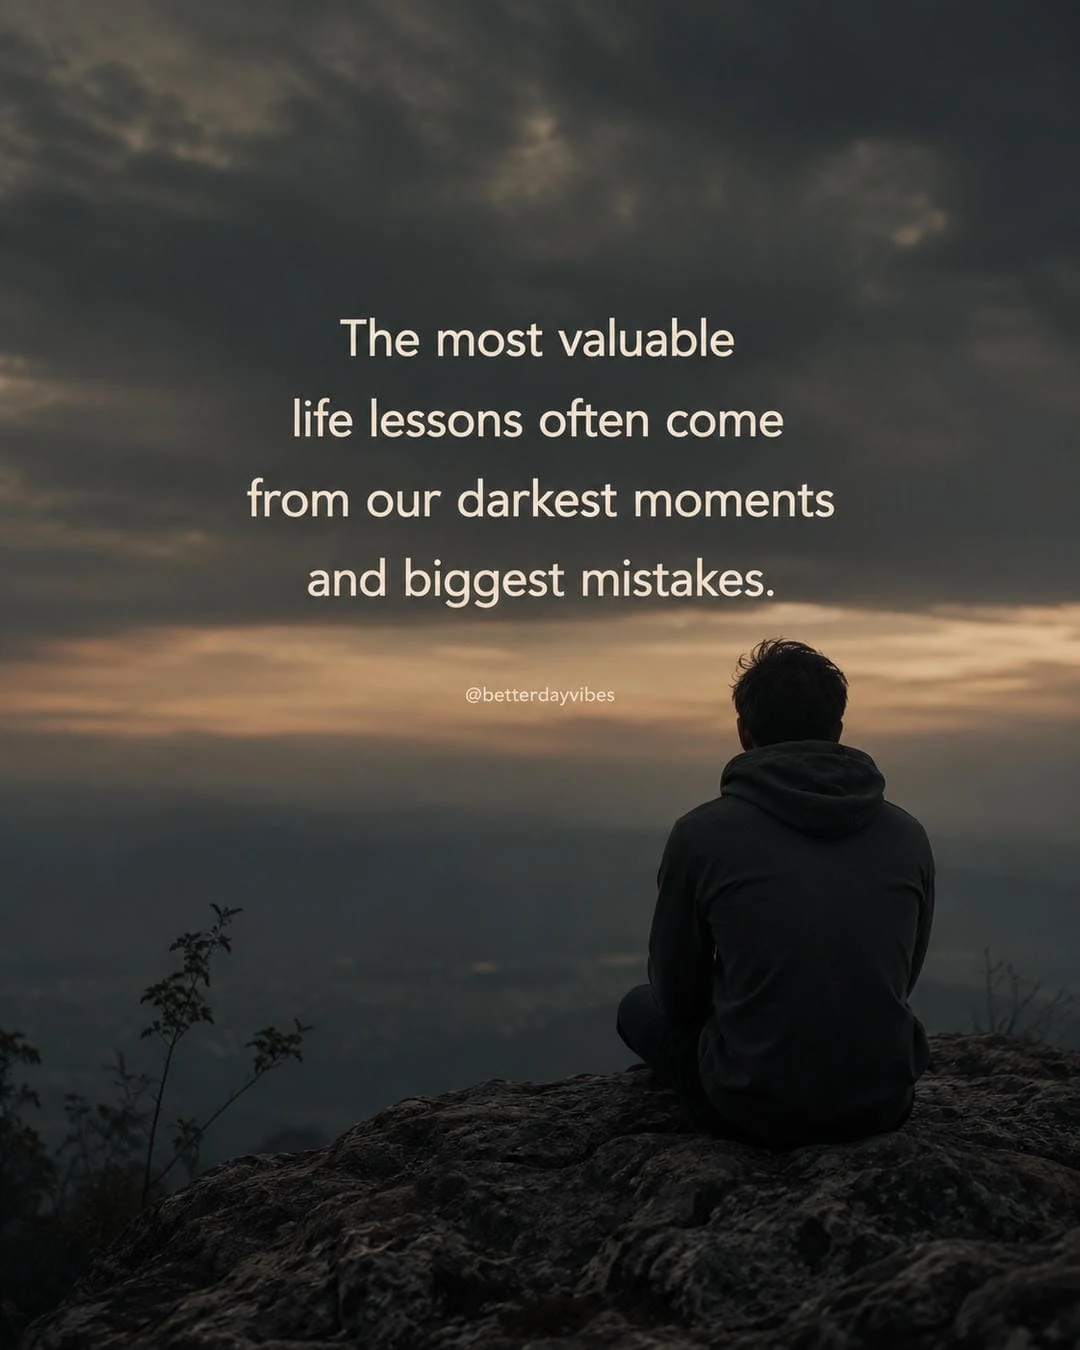 The most valuable
life lessons often come
from our darkest moments
and biggest mistakes.
@betterdayvibes